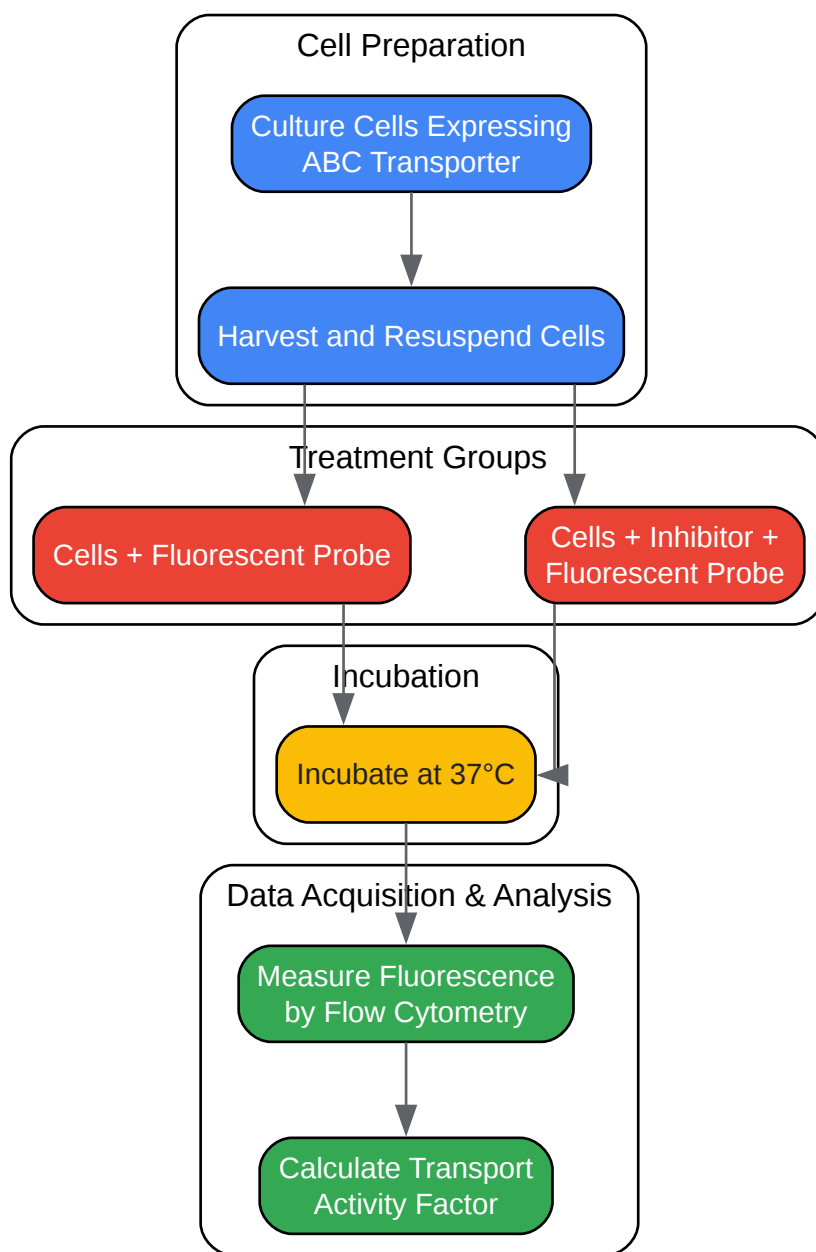 Cell Preparation
Culture Cells Expressing
ABC Transporter
Harvest and Resuspend Cells
Treatment Groups
Cells + Fluorescent Probe
Cells + Inhibitor +
Fluorescent Probe
Incubation
Incubate at 37°C
Data Acquisition & Analysis
Measure Fluorescence
by Flow Cytometry
Calculate Transport
Activity Factor